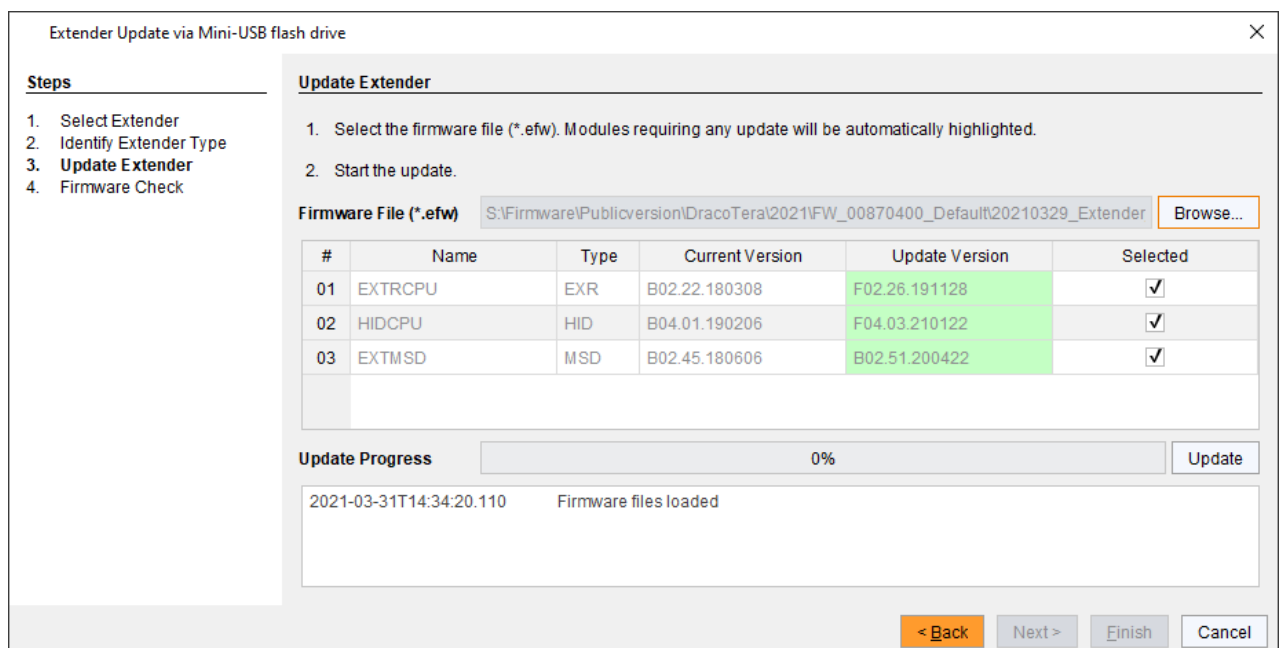 Extender Update via Mini-USB flash drive
Steps
1. Select Extender
2. Identify Extender Type
3. Update Extender
4. Firmware Check
Update Extender
1. Select the firmware file (*.efw). Modules requiring any update will be automatically highlighted.
2. Start the update.
Firmware File (*.efw) S:\Firmware\Publicversion\DracoTera\2021\FW_00870400_Default\20210329_Extender Browse...
# Name Type Current Version Update Version Selected
01 EXTRCPU EXR B02.22.180308 F02.26.191128
02 HIDCPU HID B04.01.190206 F04.03.210122
03 EXTMSD MSD B02.45.180606 B02.51.200422
Update Progress 0% Update
2021-03-31T14:34:20.110 Firmware files loaded
< Back Next > Finish Cancel